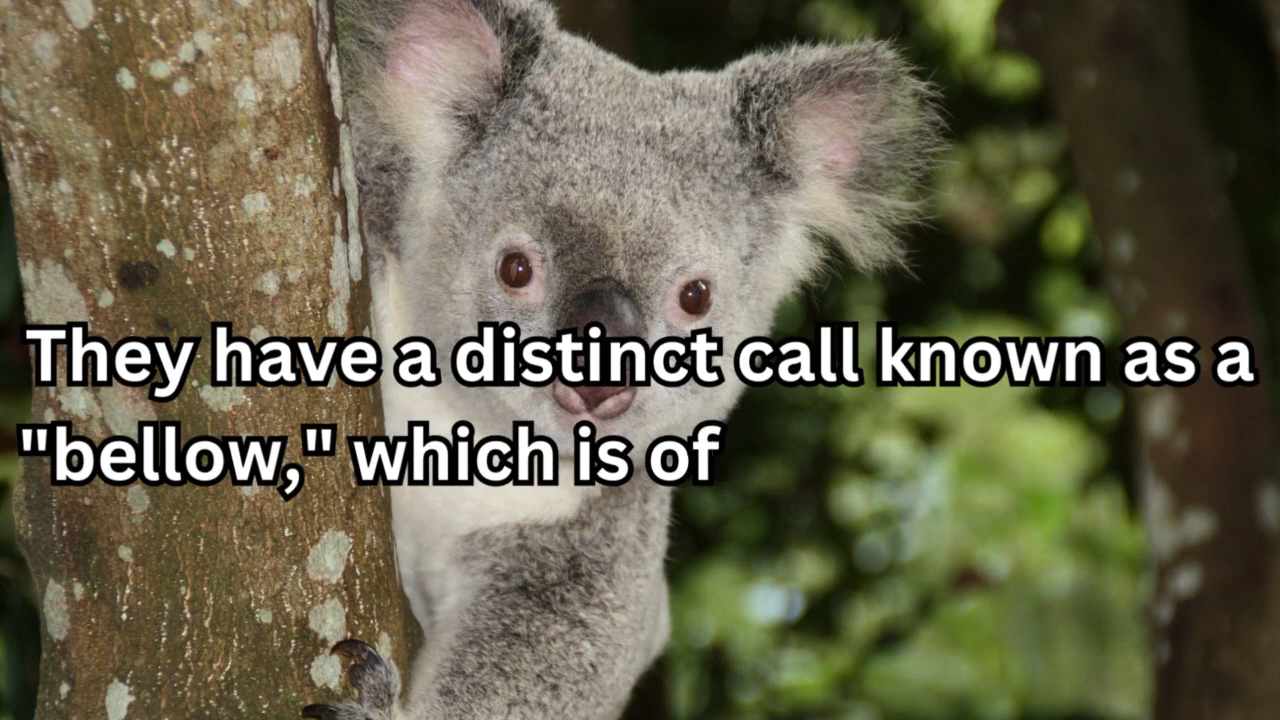 They have a distinct call known as a
"bellow," which is of